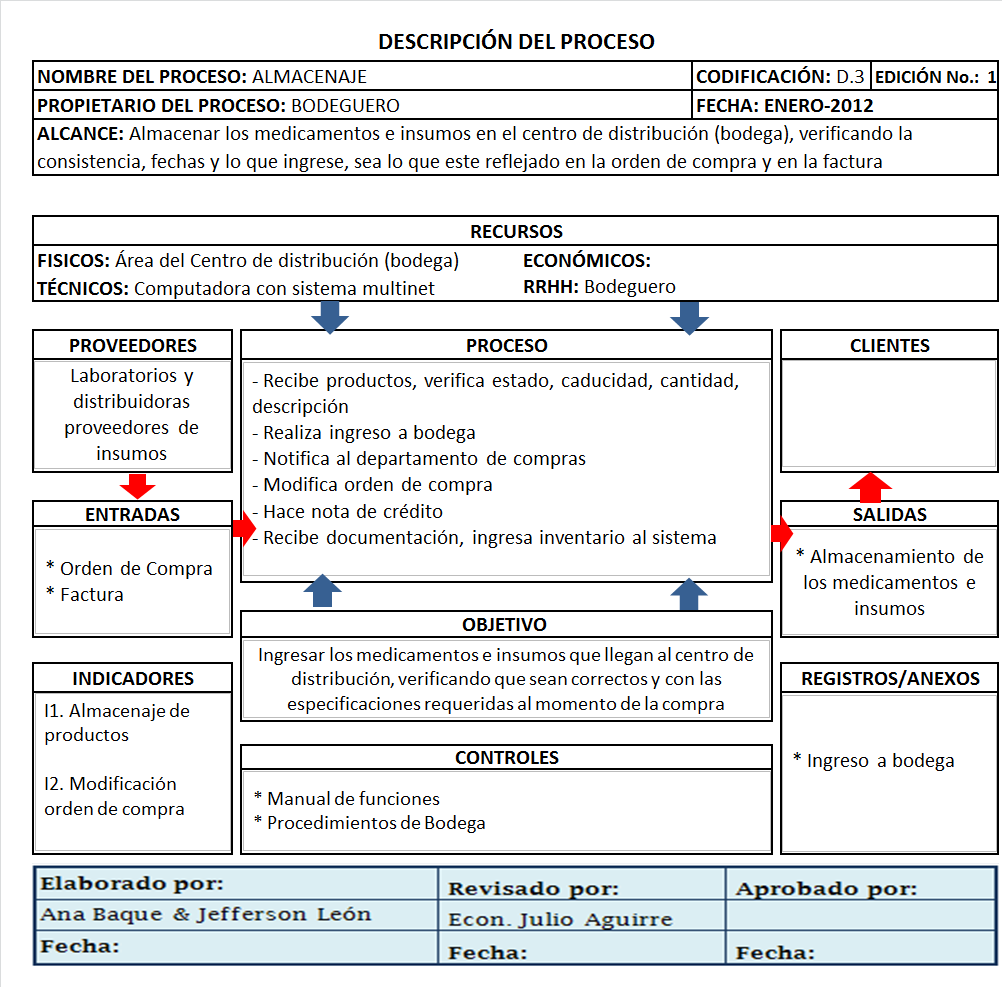 DESCRIPCIÓN DEL PROCESO
NOMBRE DEL PROCESO: ALMACENAJE
CODIFICACIÓN: D.3
EDICIÓN No.: 1
PROPIETARIO DEL PROCESO: BODEGUERO
FECHA: ENERO-2012
ALCANCE: Almacenar los medicamentos e insumos en el centro de distribución (bodega), verificando la
consistencia, fechas y lo que ingrese, sea lo que este reflejado en la orden de compra y en la factura
RECURSOS
FISICOS: Área del Centro de distribución (bodega)
ECONÓMICOS:
TÉCNICOS: Computadora con sistema multinet
RRHH: Bodeguero
PROVEEDORES
Laboratorios y
distribuidoras
proveedores de
insumos
PROCESO
- Recibe productos, verifica estado, caducidad, cantidad,
descripción
- Realiza ingreso a bodega
- Notifica al departamento de compras
- Modifica orden de compra
- Hace nota de crédito
- Recibe documentación, ingresa inventario al sistema
CLIENTES
ENTRADAS
* Orden de Compra
* Factura
SALIDAS
* Almacenamiento de
los medicamentos e
insumos
OBJETIVO
Ingresar los medicamentos e insumos que llegan al centro de
distribución, verificando que sean correctos y con las
especificaciones requeridas al momento de la compra
INDICADORES
I1. Almacenaje de
productos
I2. Modificación
orden de compra
CONTROLES
* Manual de funciones
* Procedimientos de Bodega
REGISTROS/ANEXOS
* Ingreso a bodega
Elaborado por:
Revisado por:
Aprobado por:
Ana Baque & Jefferson León
Econ. Julio Aguirre
Fecha:
Fecha:
Fecha: